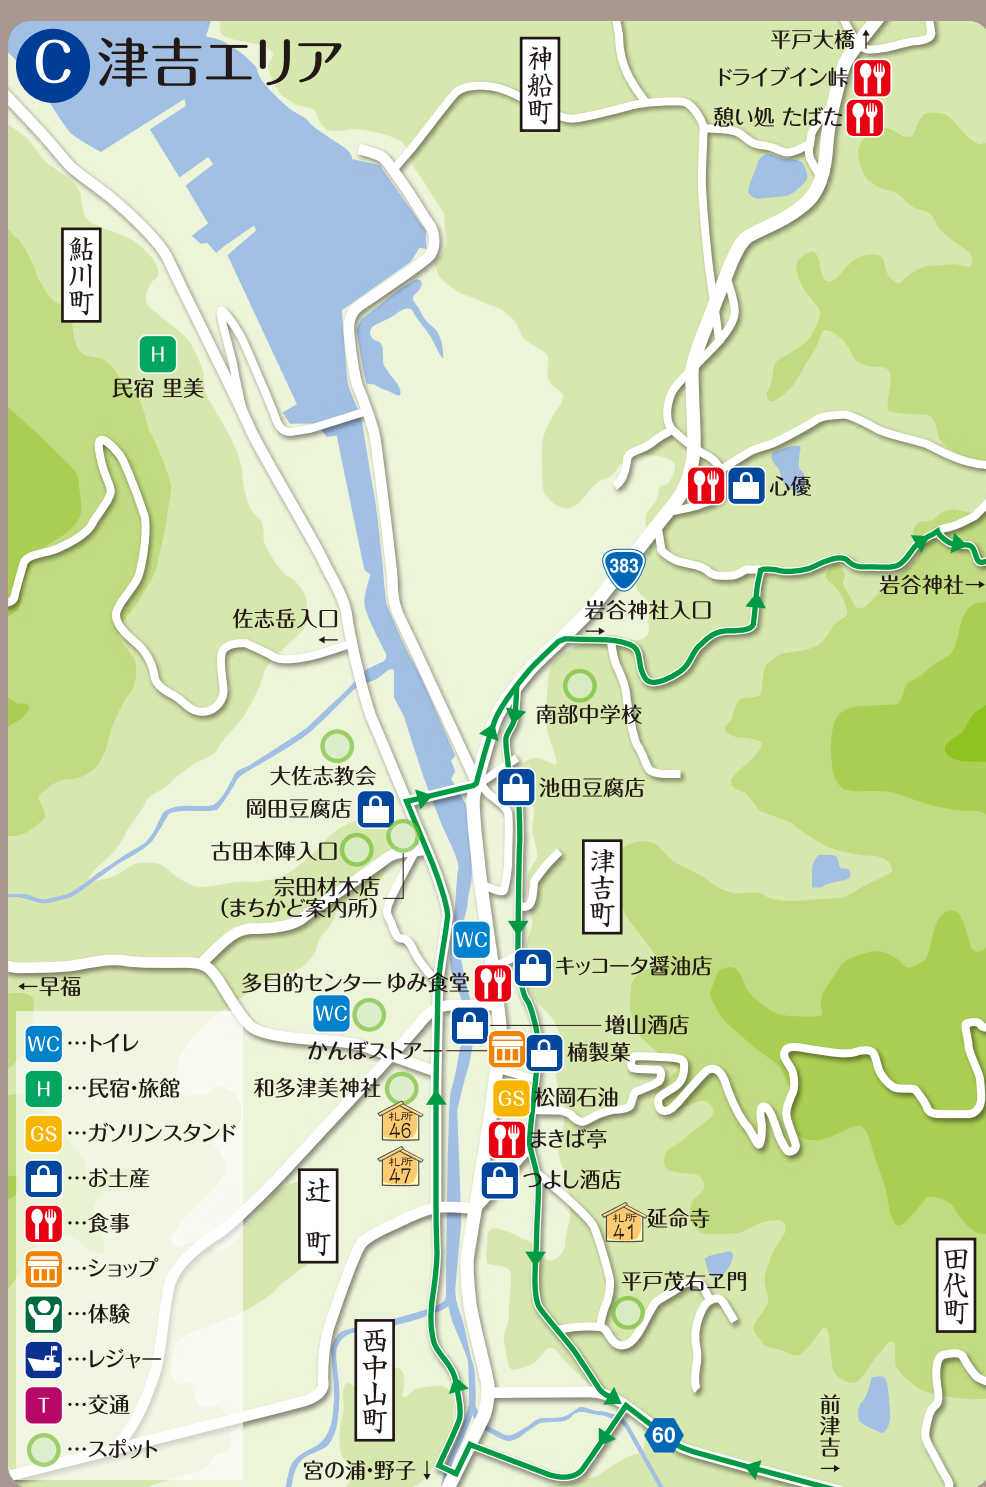 C 津吉エリア
神船町
平戸大橋↑
ドライブイン峠
憩い処 たばた
鮎川町
H
民宿 里美
心優
383
岩谷神社→
岩谷神社入口
→
佐志岳入口
←
南部中学校
大佐志教会
岡田豆腐店
池田豆腐店
古田本陣入口
宗田材木店
(まちかど案内所)
津吉町
WC
キッコータ醤油店
←早福
多目的センター ゆみ食堂
WC
増山酒店
かんぼストアー
楠製菓
和多津美神社
GS
松岡石油
札所
46
まきば亭
札所
47
つよし酒店
辻町
札所
41
延命寺
平戸茂右ヱ門
田代町
西中山町
60
前津吉
→
宮の浦・野子↓
WC…トイレ
H…民宿・旅館
GS…ガソリンスタンド
…お土産
…食事
…ショップ
…体験
…レジャー
T…交通
…スポット